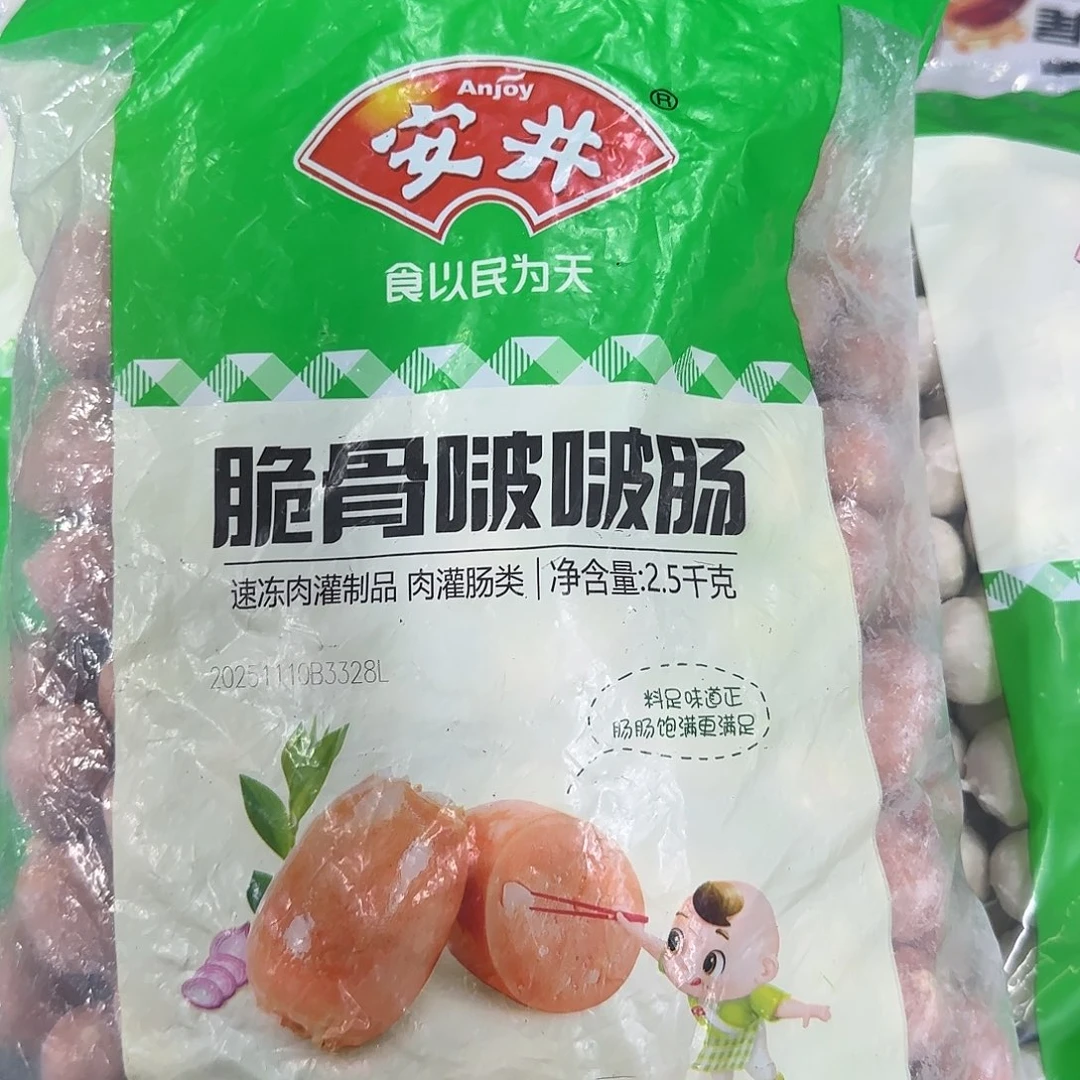 Anjoy
安井
®
食以民为天
脆骨啵啵肠
速冻肉灌制品 肉灌肠类|净含量:2.5千克
20251110B3328L
料足味道正
肠肠饱满更满足